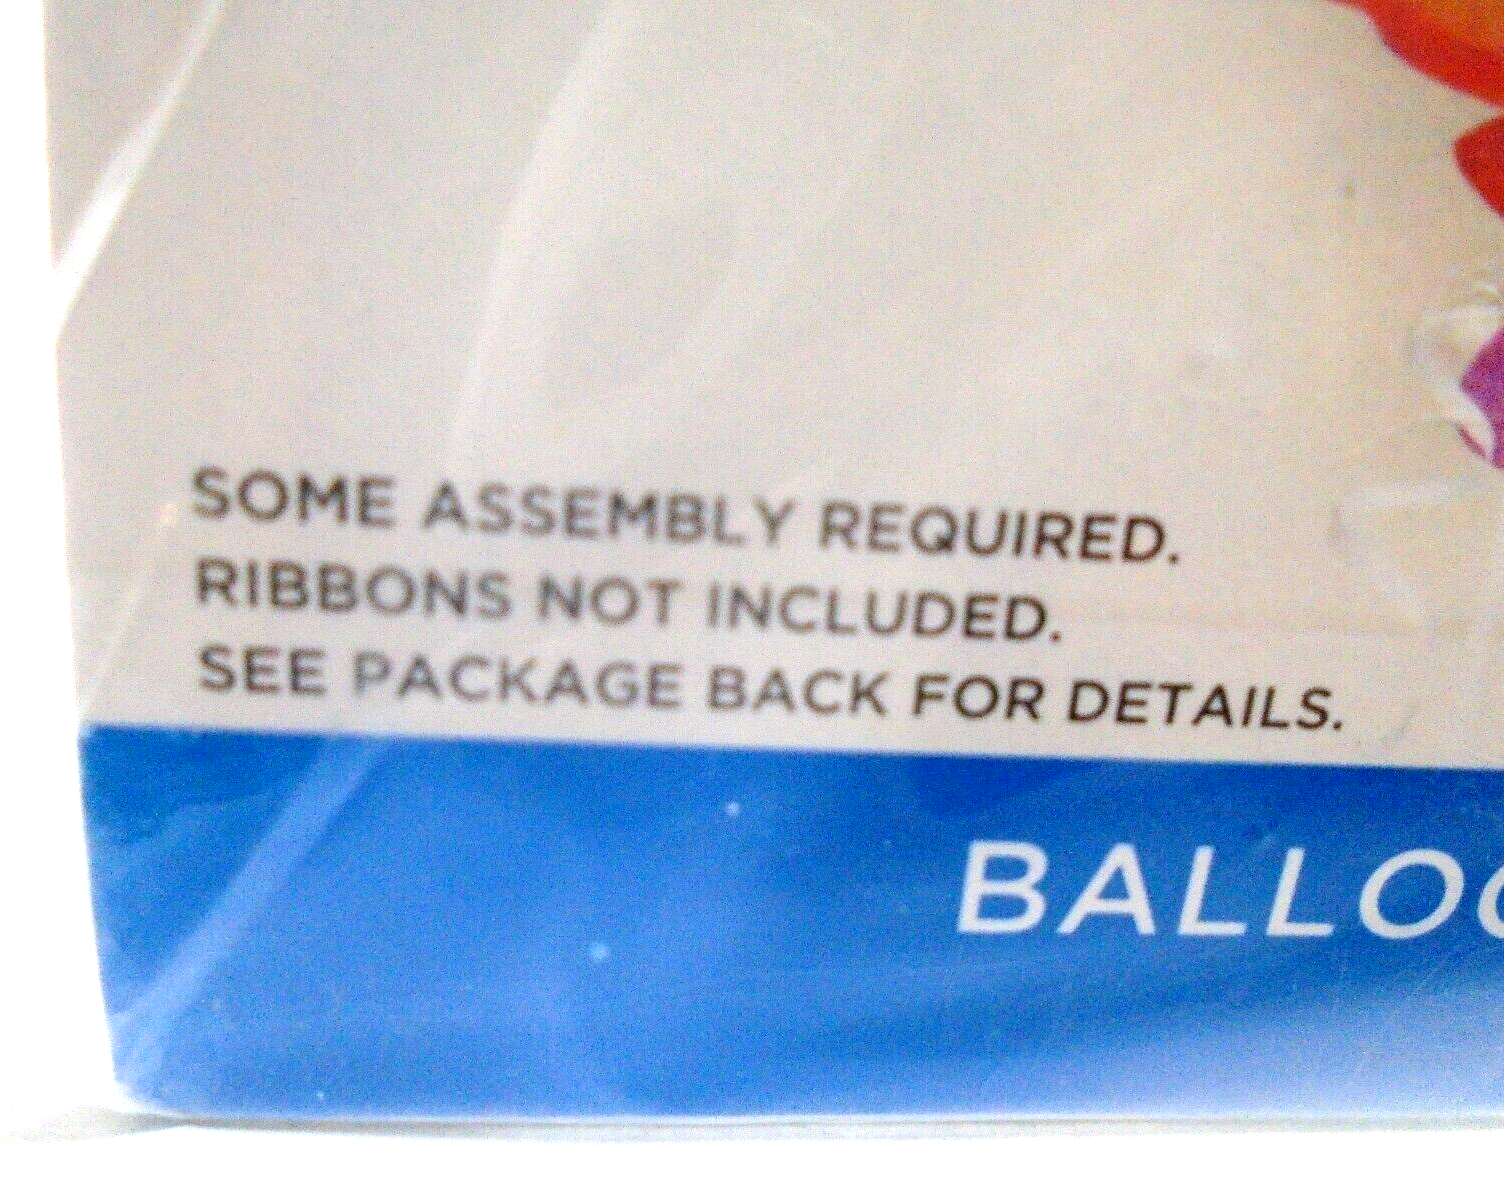 SOME ASSEMBLY REQUIRED.
RIBBONS NOT INCLUDED.
SEE PACKAGE BACK FOR DETAILS.